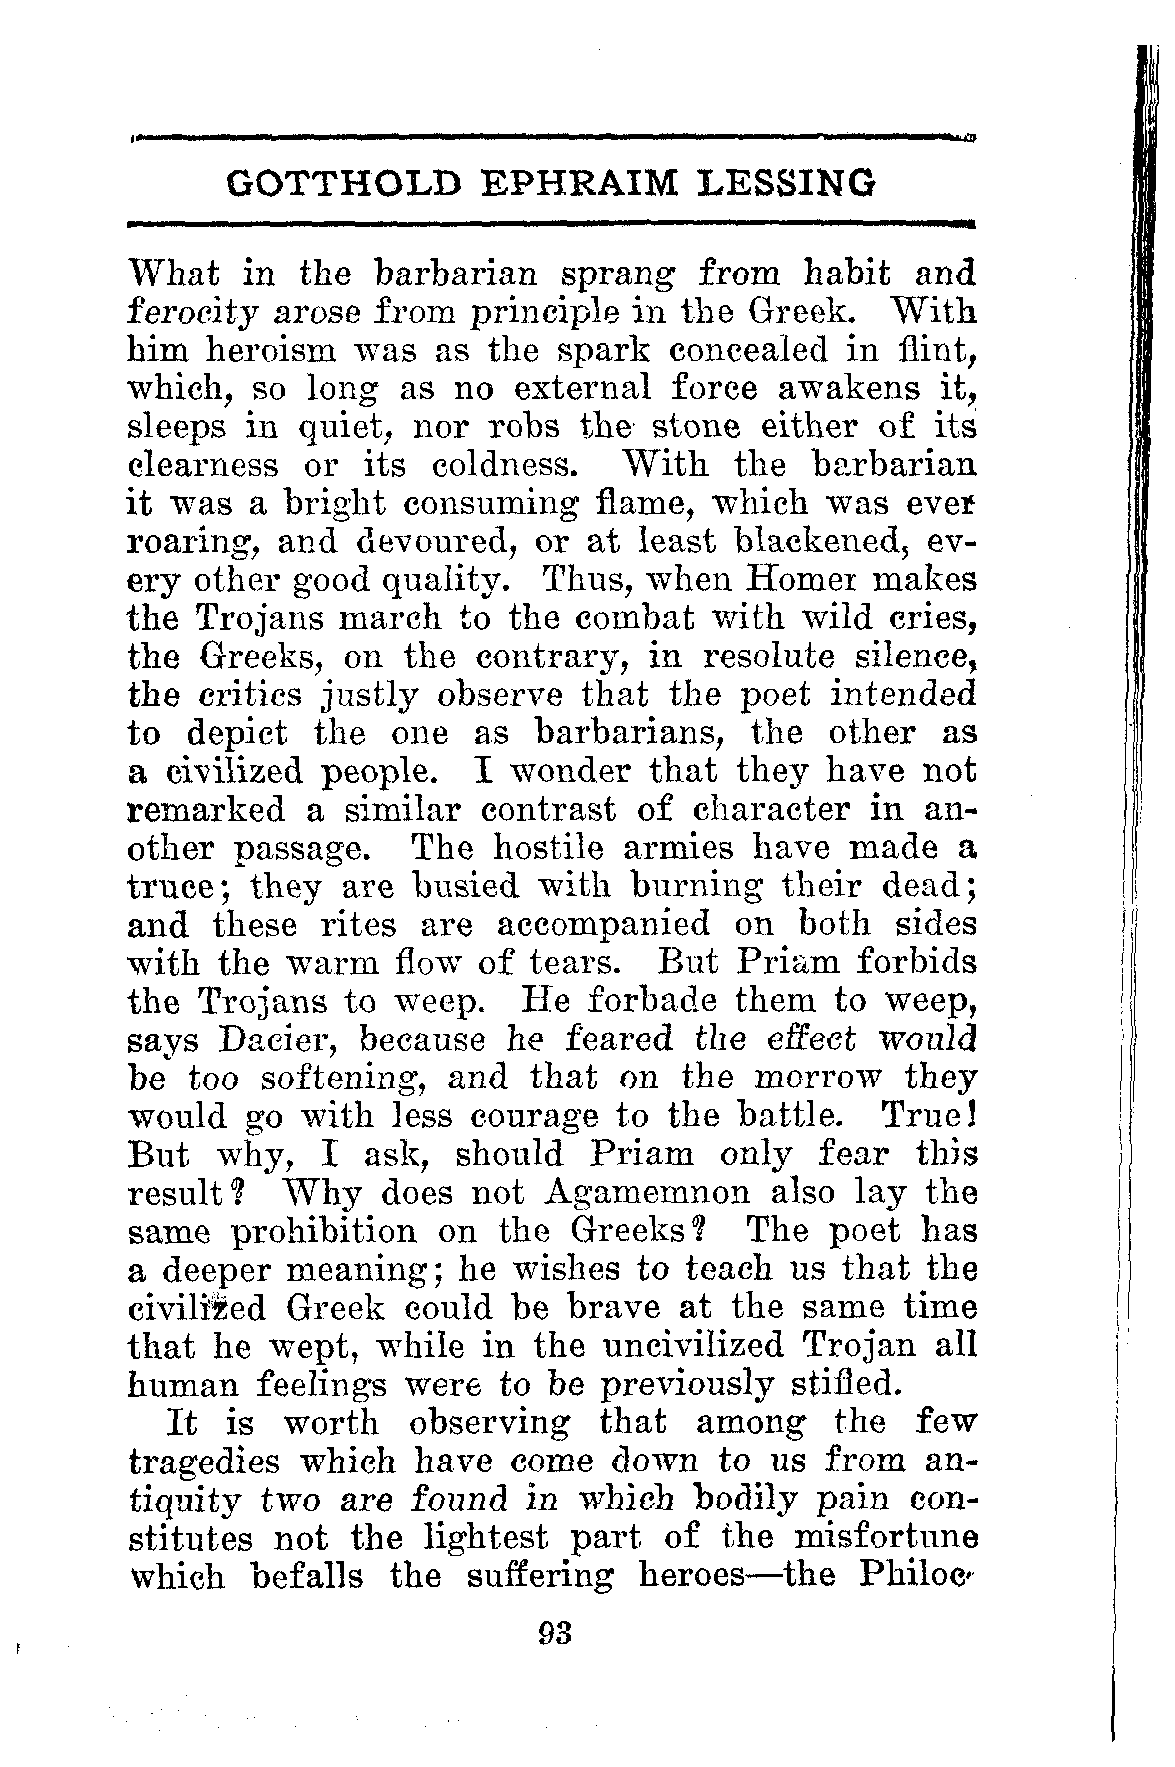 GOTTHOLD EPHRAIM LESSING
What in the barbarian sprang from habit and
ferocity arose from principle in the Greek. With
him heroism was as the spark concealed in flint,
which, so long as no external force awakens it,
sleeps in quiet, nor robs the stone either of its
clearness or its coldness. With the barbarian
it was a bright consuming flame, which was ever
roaring, and devoured, or at least blackened, ev-
ery other good quality. Thus, when Homer makes
the Trojans march to the combat with wild cries,
the Greeks, on the contrary, in resolute silence,
the critics justly observe that the poet intended
to depict the one as barbarians, the other as
a civilized people. I wonder that they have not
remarked a similar contrast of character in an-
other passage. The hostile armies have made a
truce; they are busied with burning their dead;
and these rites are accompanied on both sides
with the warm flow of tears. But Priam forbids
the Trojans to weep. He forbade them to weep,
says Dacier, because he feared the effect would
be too softening, and that on the morrow they
would go with less courage to the battle. True!
But why, I ask, should Priam only fear this
result? Why does not Agamemnon also lay the
same prohibition on the Greeks? The poet has
a deeper meaning; he wishes to teach us that the
civilized Greek could be brave at the same time
that he wept, while in the uncivilized Trojan all
human feelings were to be previously stifled.
It is worth observing that among the few
tragedies which have come down to us from an-
tiquity two are found in which bodily pain con-
stitutes not the lightest part of the misfortune
which befalls the suffering heroes—the Philoc-
93